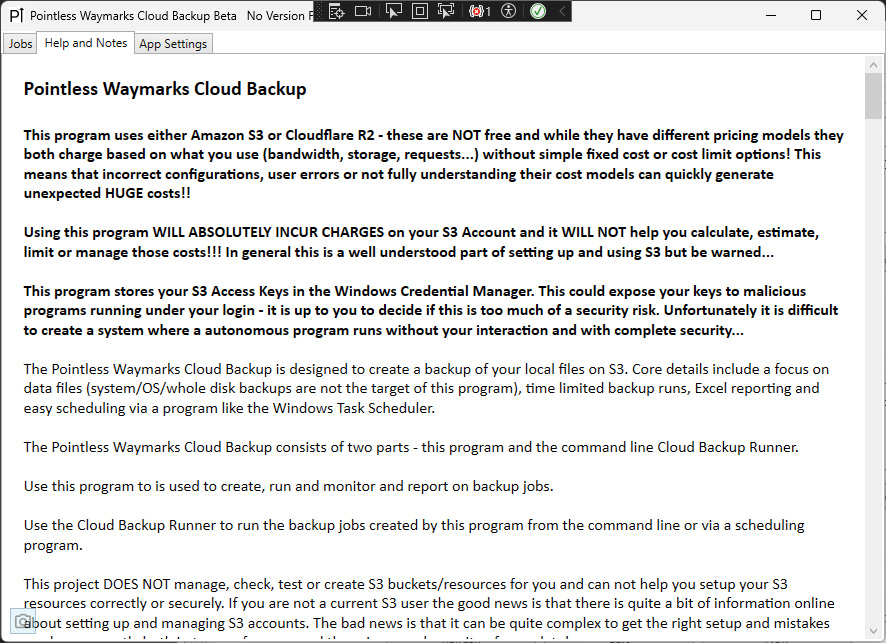 Pointless Waymarks Cloud Backup Beta No Version
1
Jobs Help and Notes App Settings
Pointless Waymarks Cloud Backup
This program uses either Amazon S3 or Cloudflare R2 - these are NOT free and while they have different pricing models they
both charge based on what you use (bandwidth, storage, requests...) without simple fixed cost or cost limit options! This
means that incorrect configurations, user errors or not fully understanding their cost models can quickly generate
unexpected HUGE costs!!
Using this program WILL ABSOLUTELY INCUR CHARGES on your S3 Account and it WILL NOT help you calculate, estimate,
limit or manage those costs!!! In general this is a well understood part of setting up and using S3 but be warned...
This program stores your S3 Access Keys in the Windows Credential Manager. This could expose your keys to malicious
programs running under your login - it is up to you to decide if this is too much of a security risk. Unfortunately it is difficult
to create a system where a autonomous program runs without your interaction and with complete security...
The Pointless Waymarks Cloud Backup is designed to create a backup of your local files on S3. Core details include a focus on
data files (system/OS/whole disk backups are not the target of this program), time limited backup runs, Excel reporting and
easy scheduling via a program like the Windows Task Scheduler.
The Pointless Waymarks Cloud Backup consists of two parts - this program and the command line Cloud Backup Runner.
Use this program to is used to create, run and monitor and report on backup jobs.
Use the Cloud Backup Runner to run the backup jobs created by this program from the command line or via a scheduling
program.
This project DOES NOT manage, check, test or create S3 buckets/resources for you and can not help you setup your S3
resources correctly or securely. If you are not a current S3 user the good news is that there is quite a bit of information online
about setting up and managing S3 accounts. The bad news is that it can be quite complex to get the right setup and mistakes